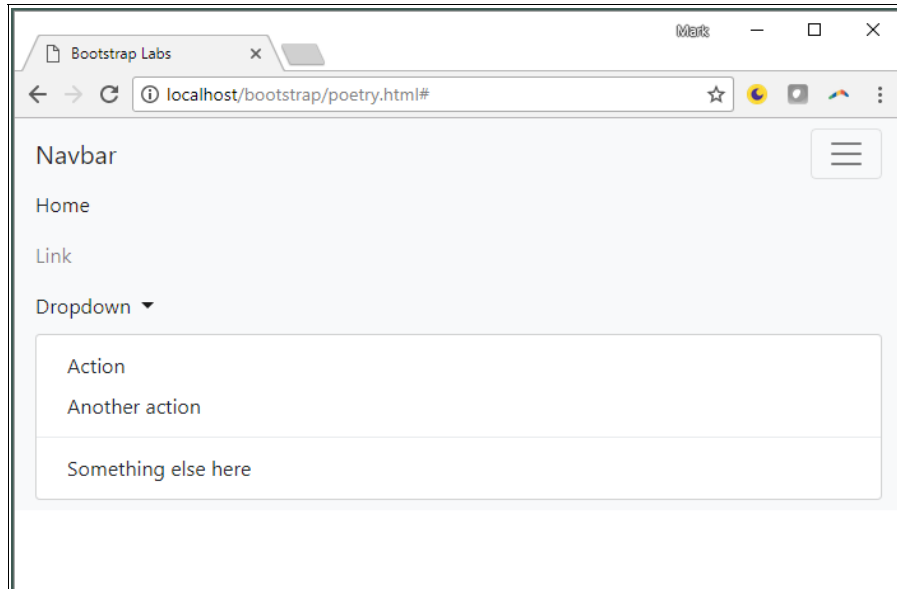 Mark
Bootstrap Labs
localhost/bootstrap/poetry.html#
Navbar
Home
Link
Dropdown
Action
Another action
Something else here